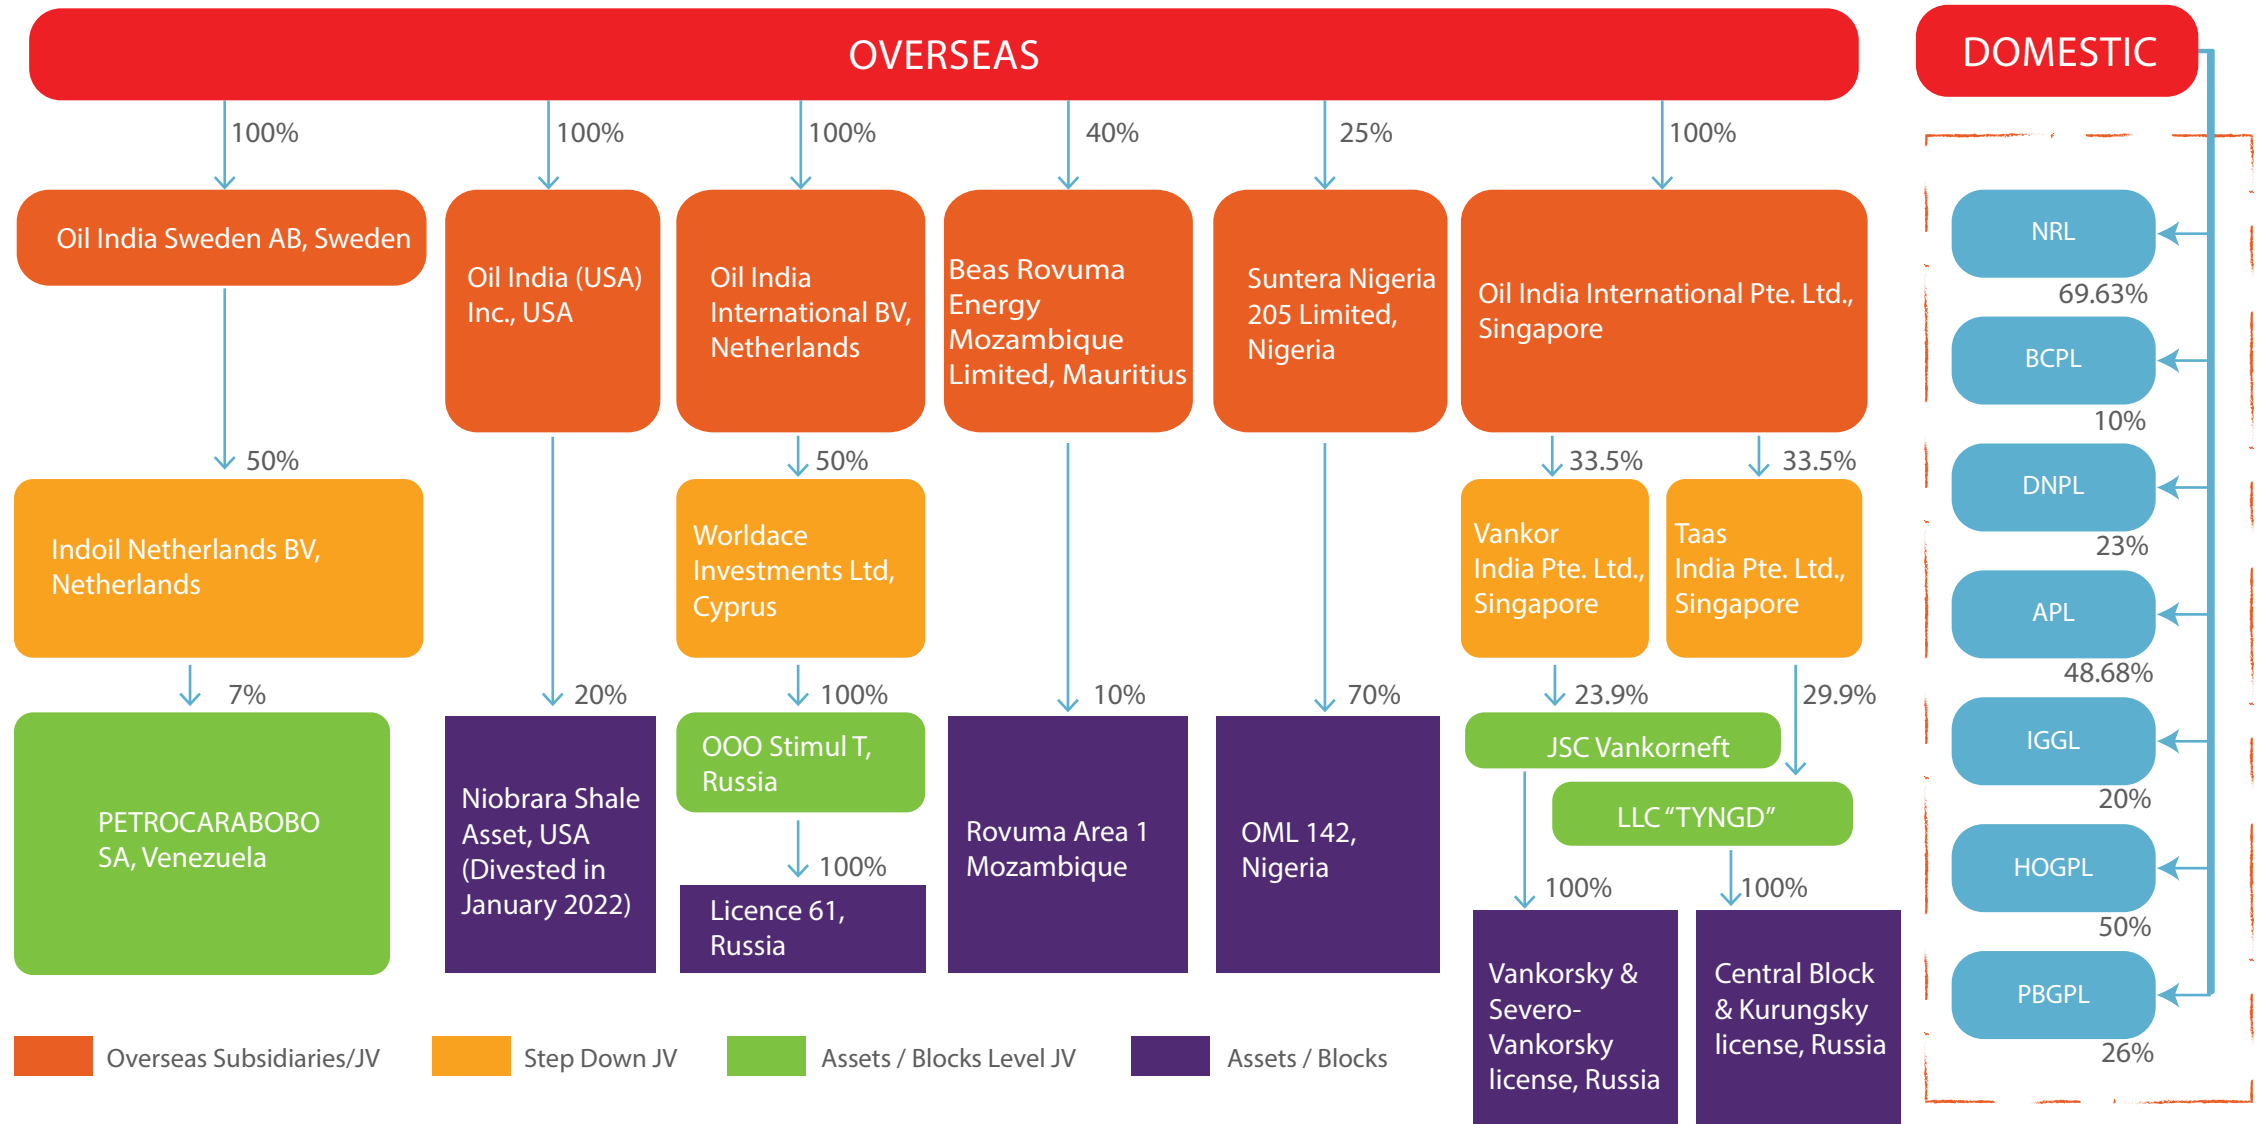 OVERSEAS
DOMESTIC
100%
100%
100%
40%
25%
100%
Oil India Sweden AB, Sweden
Oil India (USA)
Inc., USA
Oil India
International BV,
Netherlands
Beas Rovuma
Energy
Mozambique
Limited, Mauritius
Suntera Nigeria
205 Limited,
Nigeria
Oil India International Pte. Ltd.,
Singapore
50%
50%
33.5%
33.5%
Indoil Netherlands BV,
Netherlands
Worldace
Investments Ltd,
Cyprus
Vankor
India Pte. Ltd.,
Singapore
Taas
India Pte. Ltd.,
Singapore
7%
20%
100%
10%
70%
23.9%
29.9%
PETROCARABOBO
SA, Venezuela
Niobrara Shale
Asset, USA
(Divested in
January 2022)
OOO Stimul T,
Russia
100%
Licence 61,
Russia
Rovuma Area 1
Mozambique
OML 142,
Nigeria
JSC Vankorneft
LLC “TYNGD”
100%
100%
Vankorsky &
Severo-
Vankorsky
license, Russia
Central Block
& Kurungsky
license, Russia
NRL
69.63%
BCPL
10%
DNPL
23%
APL
48.68%
IGGL
20%
HOGPL
50%
PBGPL
26%
Overseas Subsidiaries/JV
Step Down JV
Assets / Blocks Level JV
Assets / Blocks